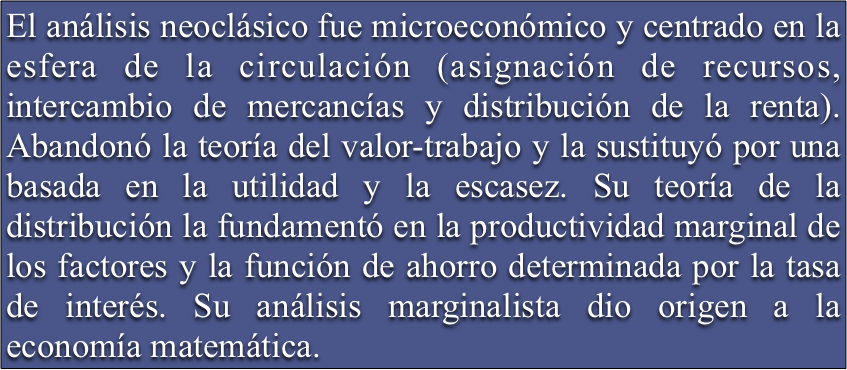 El análisis neoclásico fue microeconómico y centrado en la
esfera de la circulación (asignación de recursos,
intercambio de mercancías y distribución de la renta).
Abandonó la teoría del valor-trabajo y la sustituyó por una
basada en la utilidad y la escasez. Su teoría de la
distribución la fundamentó en la productividad marginal de
los factores y la función de ahorro determinada por la tasa
de interés. Su análisis marginalista dio origen a la
economía matemática.